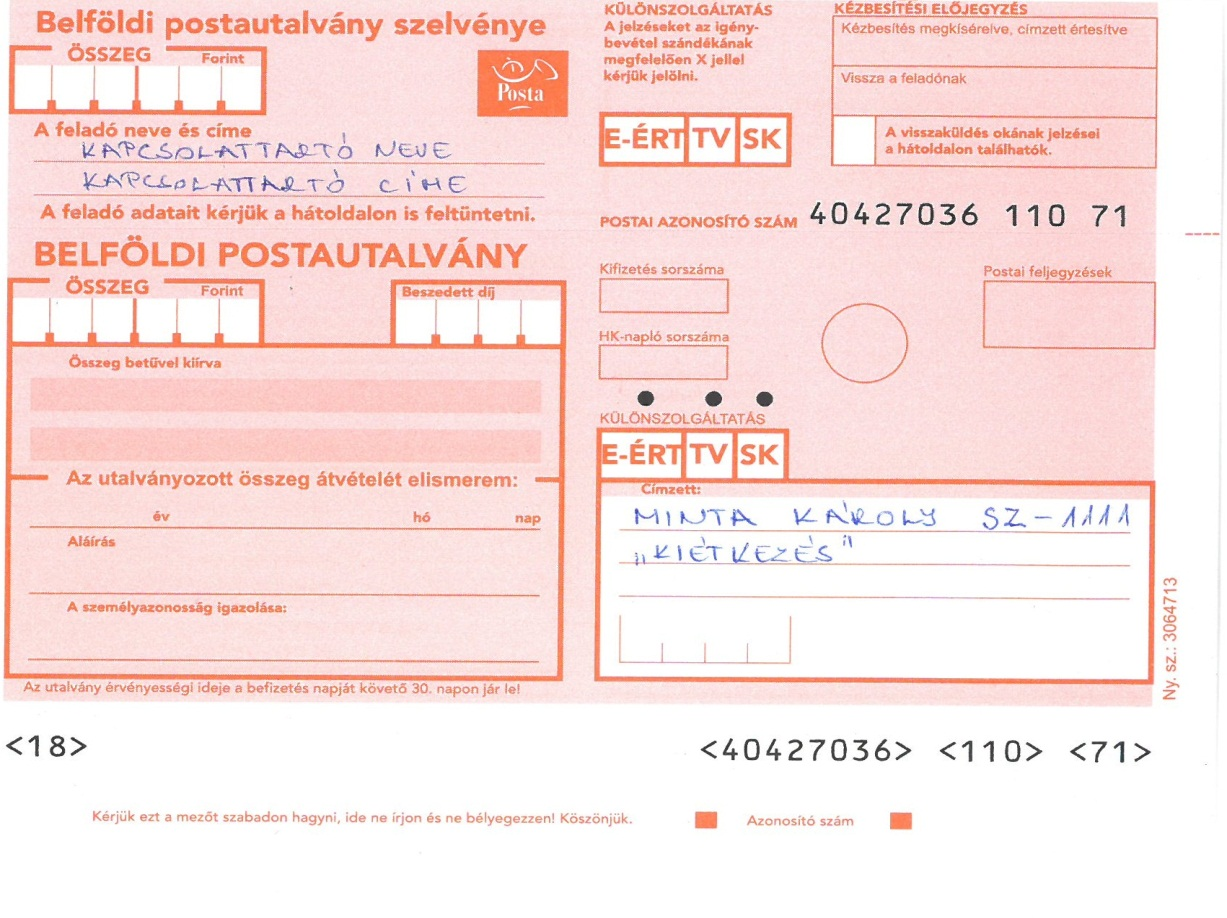 Belföldi postautalvány szelvénye
ÖSSZEG Forint
Posta
A feladó neve és címe
KAPCSOLATTARTÓ NEVE
KAPCSOLATTARTÓ CÍME
A feladó adatait kérjük a hátoldalon is feltüntetni.
KÜLÖNSZOLGÁLTATÁS
A jelzéseket az igény-
bevétel szándékának
megfelelően X jellel
kérjük jelölni.
E-ÉRT TV SK
KÉZBESÍTÉSI ELŐJEGYZÉS
Kézbesítés megkísérelve, címzett értesítve
Vissza a feladónak
A visszaküldés okának jelzései
a hátoldalon találhatók.
POSTAI AZONOSÍTÓ SZÁM 40427036 110 71
BELFÖLDI POSTAUTALVÁNY
ÖSSZEG Forint
Beszedett díj
Összeg betűvel kiírva
Az utalványozott összeg átvételét elismerem:
év hó nap
Aláírás
A személyazonosság igazolása:
Az utalvány érvényességi ideje a befizetés napját követő 30. napon jár le!
Kifizetés sorszáma
Postai feljegyzések
HK-napló sorszáma
KÜLÖNSZOLGÁLTATÁS
E-ÉRT TV SK
Címzett:
MINTA KÁROLY SZ-1111
„KIÉTKEZÉS"
Ny. sz.: 3064713
<18> <40427036> <110> <71>
Kérjük ezt a mezőt szabadon hagyni, ide ne írjon és ne bélyegezzen! Köszönjük.
Azonosító szám